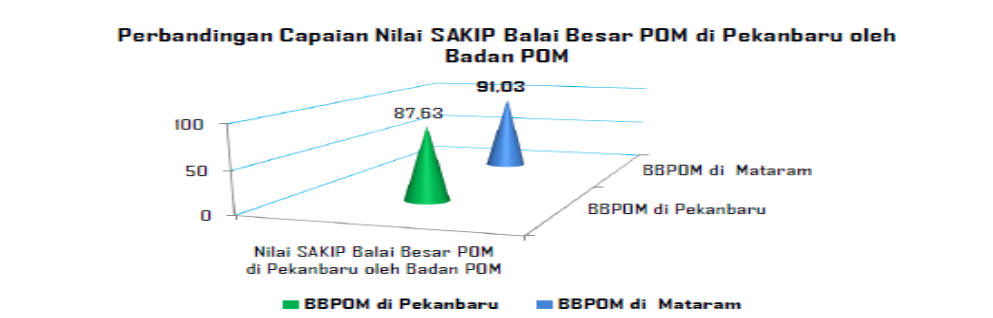 Perbandingan Capaian Nilai SAKIP Balai Besar POM di Pekanbaru oleh
Badan POM
91,03
87,63
100
50
0
BBPOM di Mataram
BBPOM di Pekanbaru
Nilai SAKIP Balai Besar POM
di Pekanbaru oleh Badan POM
BBPOM di Pekanbaru BBPOM di Mataram